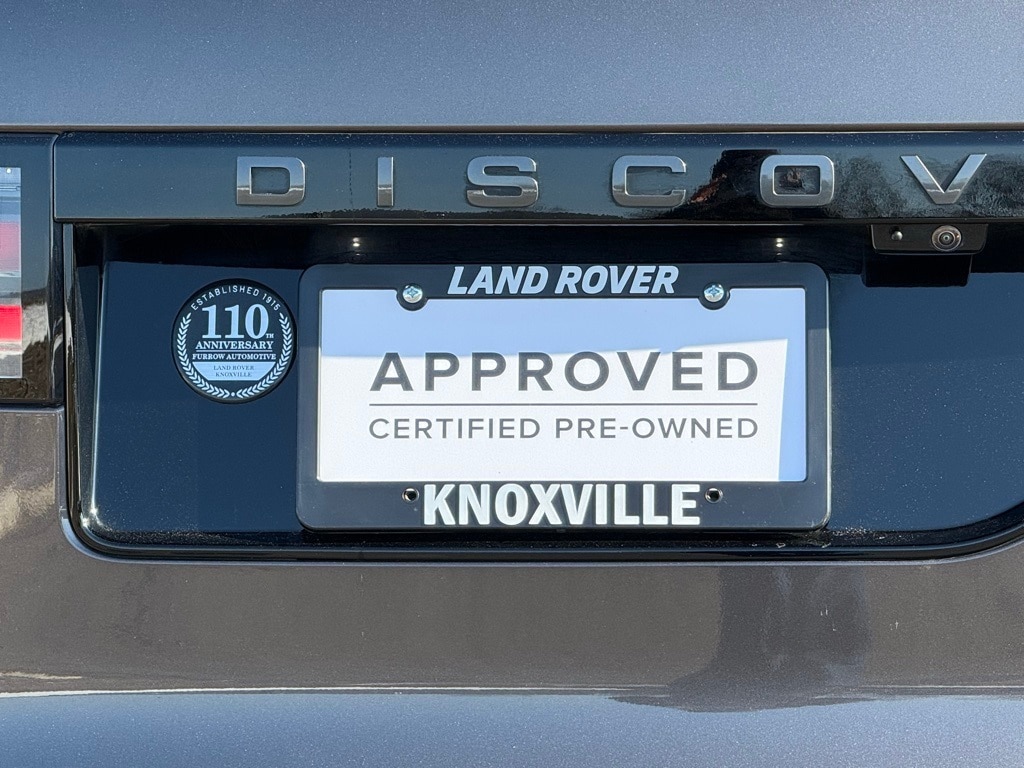 DISCOV
LAND ROVER
ESTABLISHED 1915
110TH
ANNIVERSARY
FURROW AUTOMOTIVE
LAND ROVER
KNOXVILLE
APPROVED
CERTIFIED PRE-OWNED
KNOXVILLE